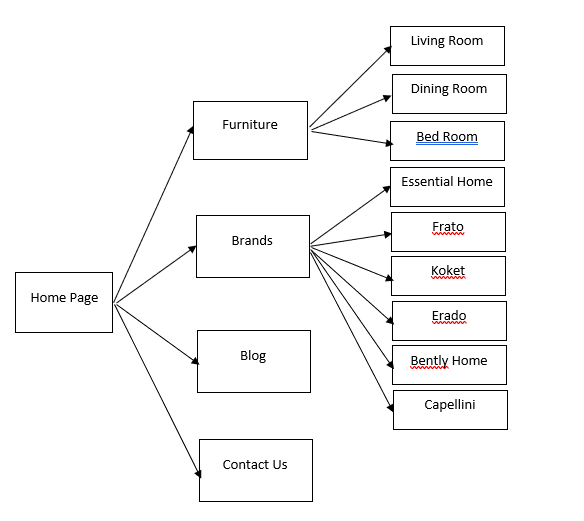 Home Page
Furniture
Living Room
Dining Room
Bed Room
Brands
Essential Home
Frato
Koket
Erado
Bently Home
Capellini
Blog
Contact Us